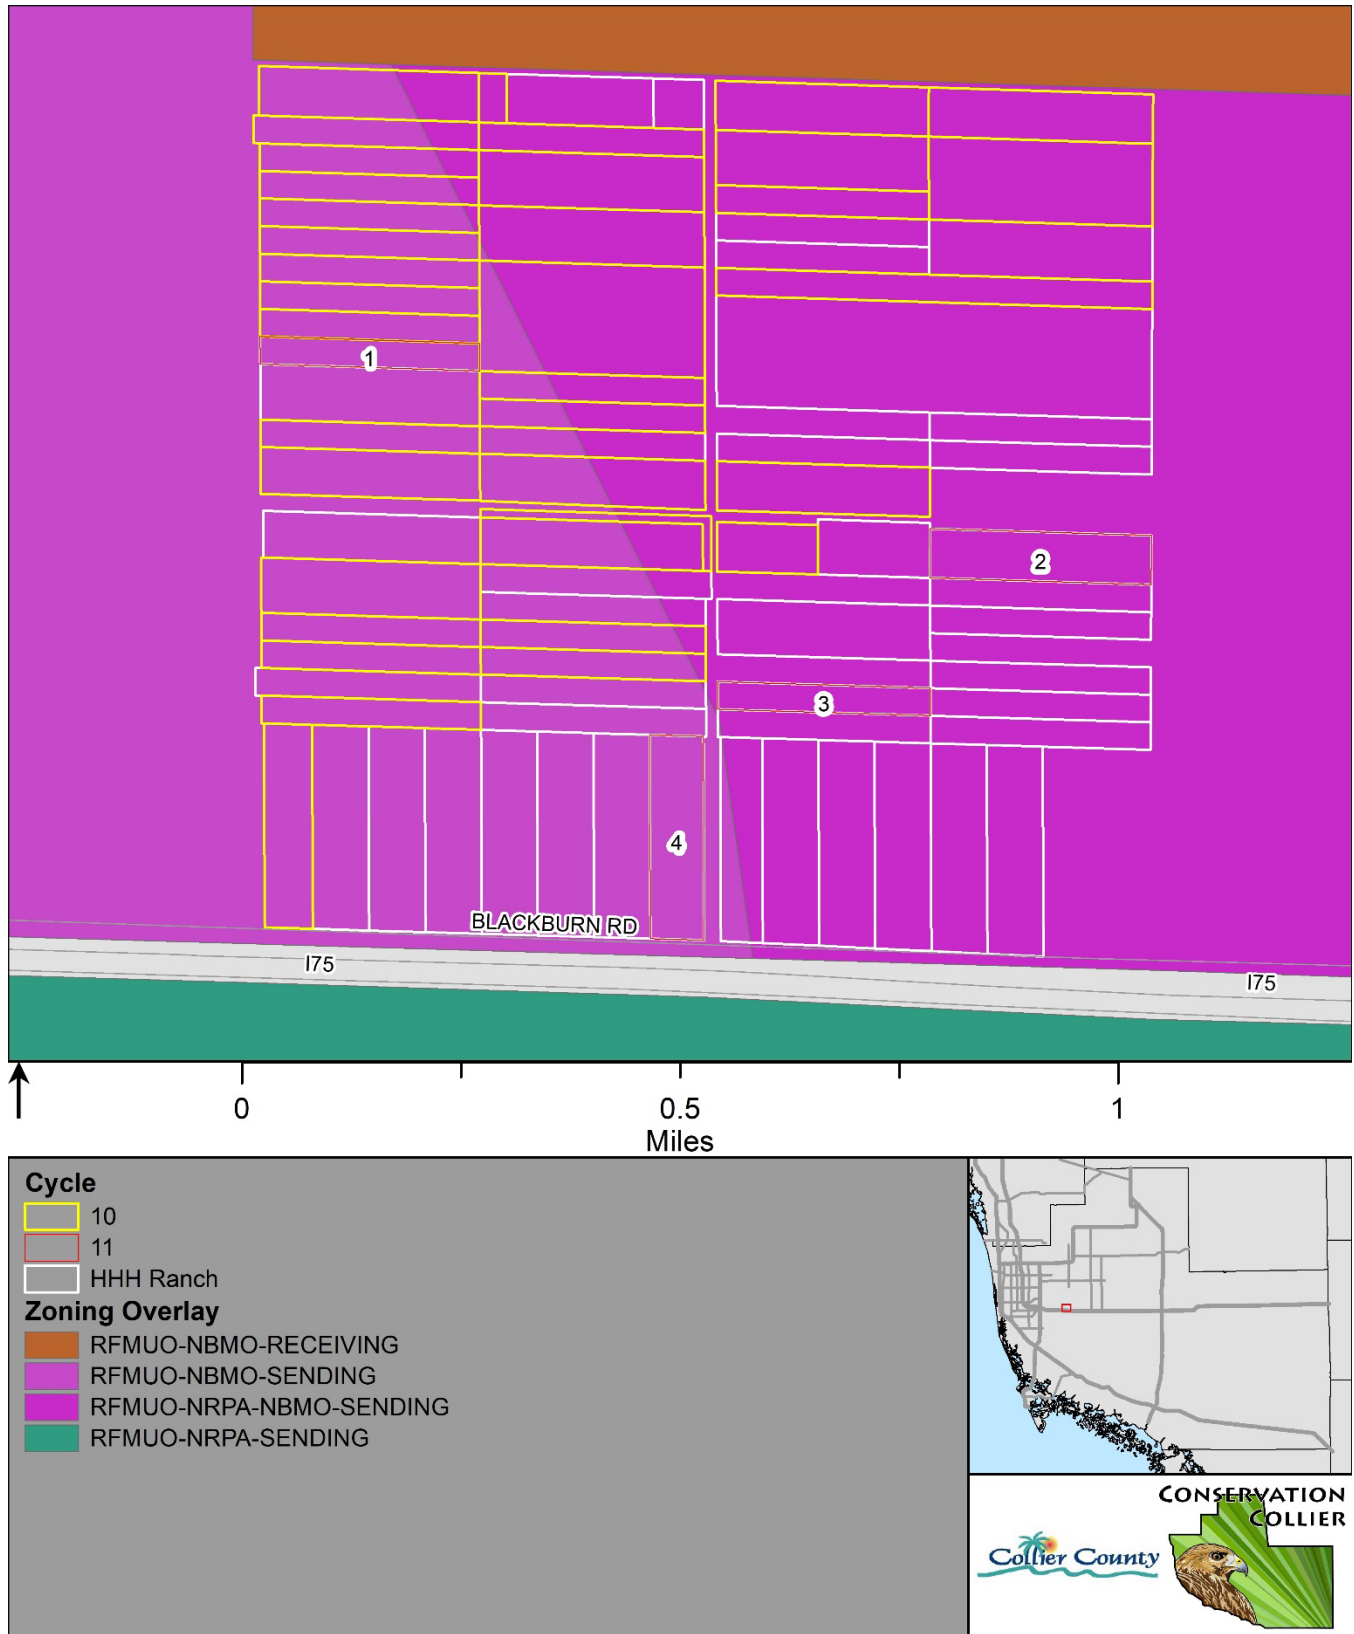 1
2
3
4
BLACKBURN RD
I75
I75
0
0.5
1
Miles
Cycle
10
11
HHH Ranch
Zoning Overlay
RFMUO-NBMO-RECEIVING
RFMUO-NBMO-SENDING
RFMUO-NRPA-NBMO-SENDING
RFMUO-NRPA-SENDING
CONSERVATION
COLLIER
Collier County